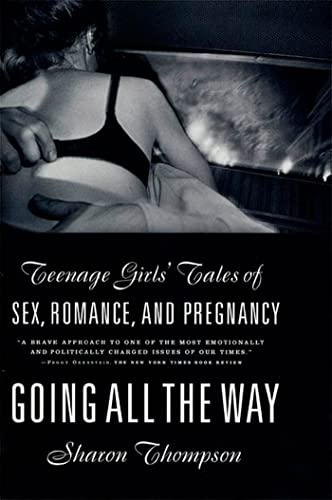 Teenage Girls' Tales of
SEX, ROMANCE, AND PREGNANCY
"A BRAVE APPROACH TO ONE OF THE MOST EMOTIONALLY
AND POLITICALLY CHARGED ISSUES OF OUR TIMES."
—PEGGY ORENSTEIN, THE NEW YORK TIMES BOOK REVIEW
GOING ALL THE WAY
Sharon Thompson